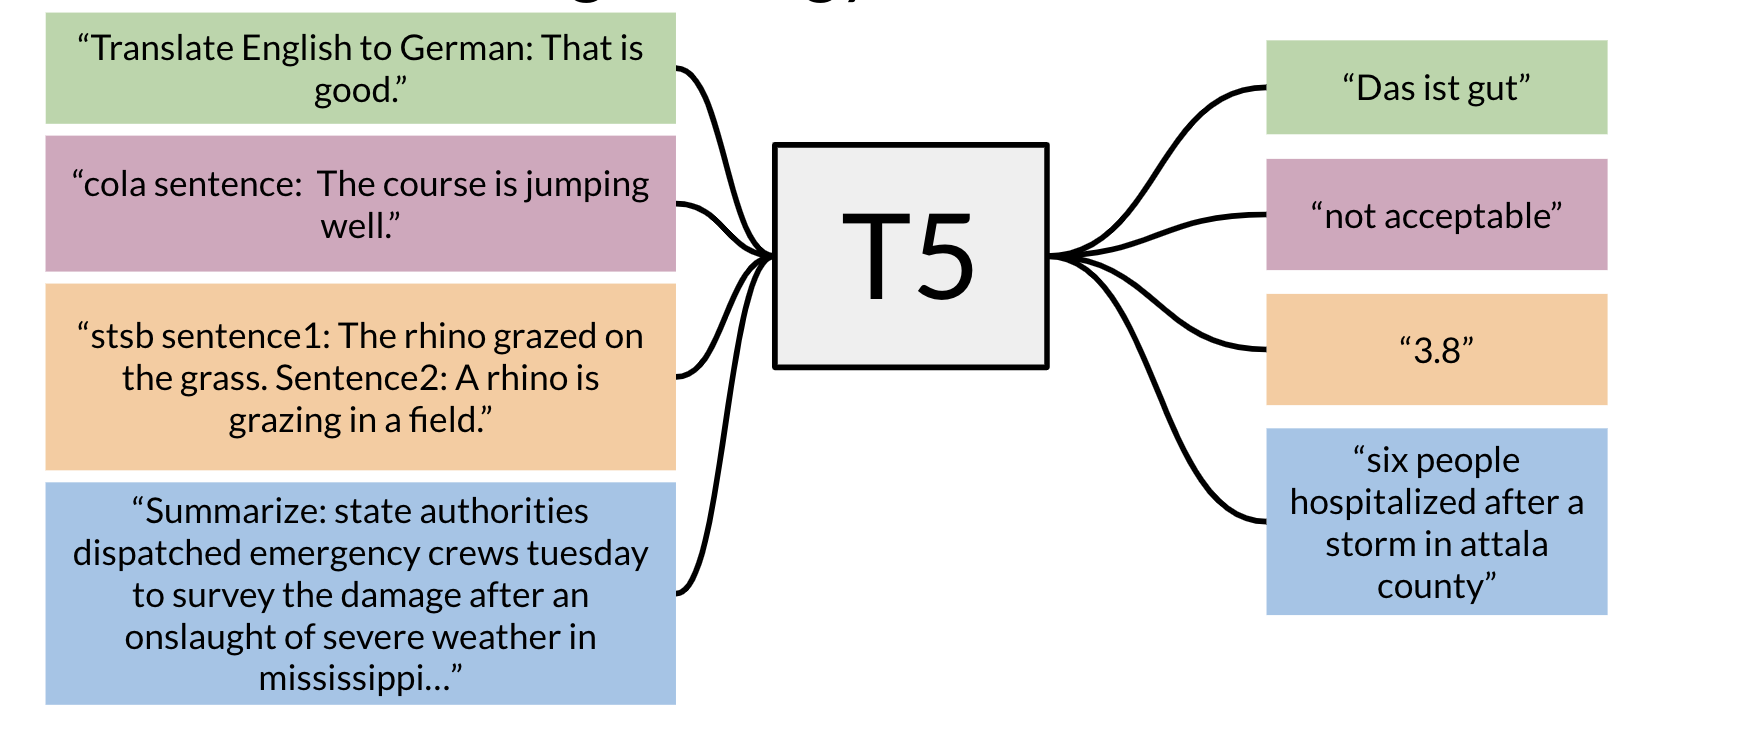 “Translate English to German: That is
good.”
“cola sentence:  The course is jumping
well.”
“stsb sentence1: The rhino grazed on
the grass. Sentence2: A rhino is
grazing in a field.”
“Summarize: state authorities
dispatched emergency crews tuesday
to survey the damage after an
onslaught of severe weather in
mississippi...”
T5
“Das ist gut”
“not acceptable”
“3.8”
“six people
hospitalized after a
storm in attala
county”